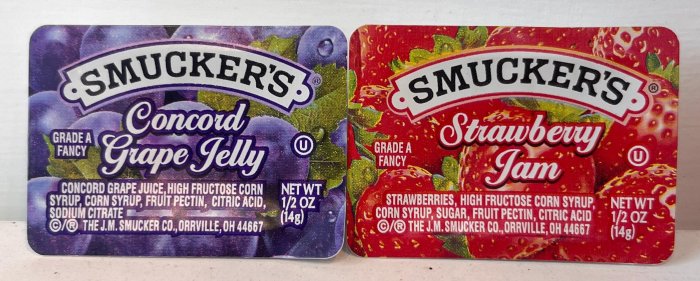 SMUCKER'S®
Concord
Grape Jelly
GRADE A
FANCY
U
CONCORD GRAPE JUICE, HIGH FRUCTOSE CORN
SYRUP, CORN SYRUP, FRUIT PECTIN, CITRIC ACID,
SODIUM CITRATE
©/® THE J.M. SMUCKER CO., ORRVILLE, OH 44667
NET WT
1/2 OZ
(14g)
SMUCKER'S®
Strawberry
Jam
GRADE A
FANCY
U
STRAWBERRIES, HIGH FRUCTOSE CORN SYRUP,
CORN SYRUP, SUGAR, FRUIT PECTIN, CITRIC ACID
©/® THE J.M. SMUCKER CO., ORRVILLE, OH 44667
NET WT
1/2 OZ
(14g)